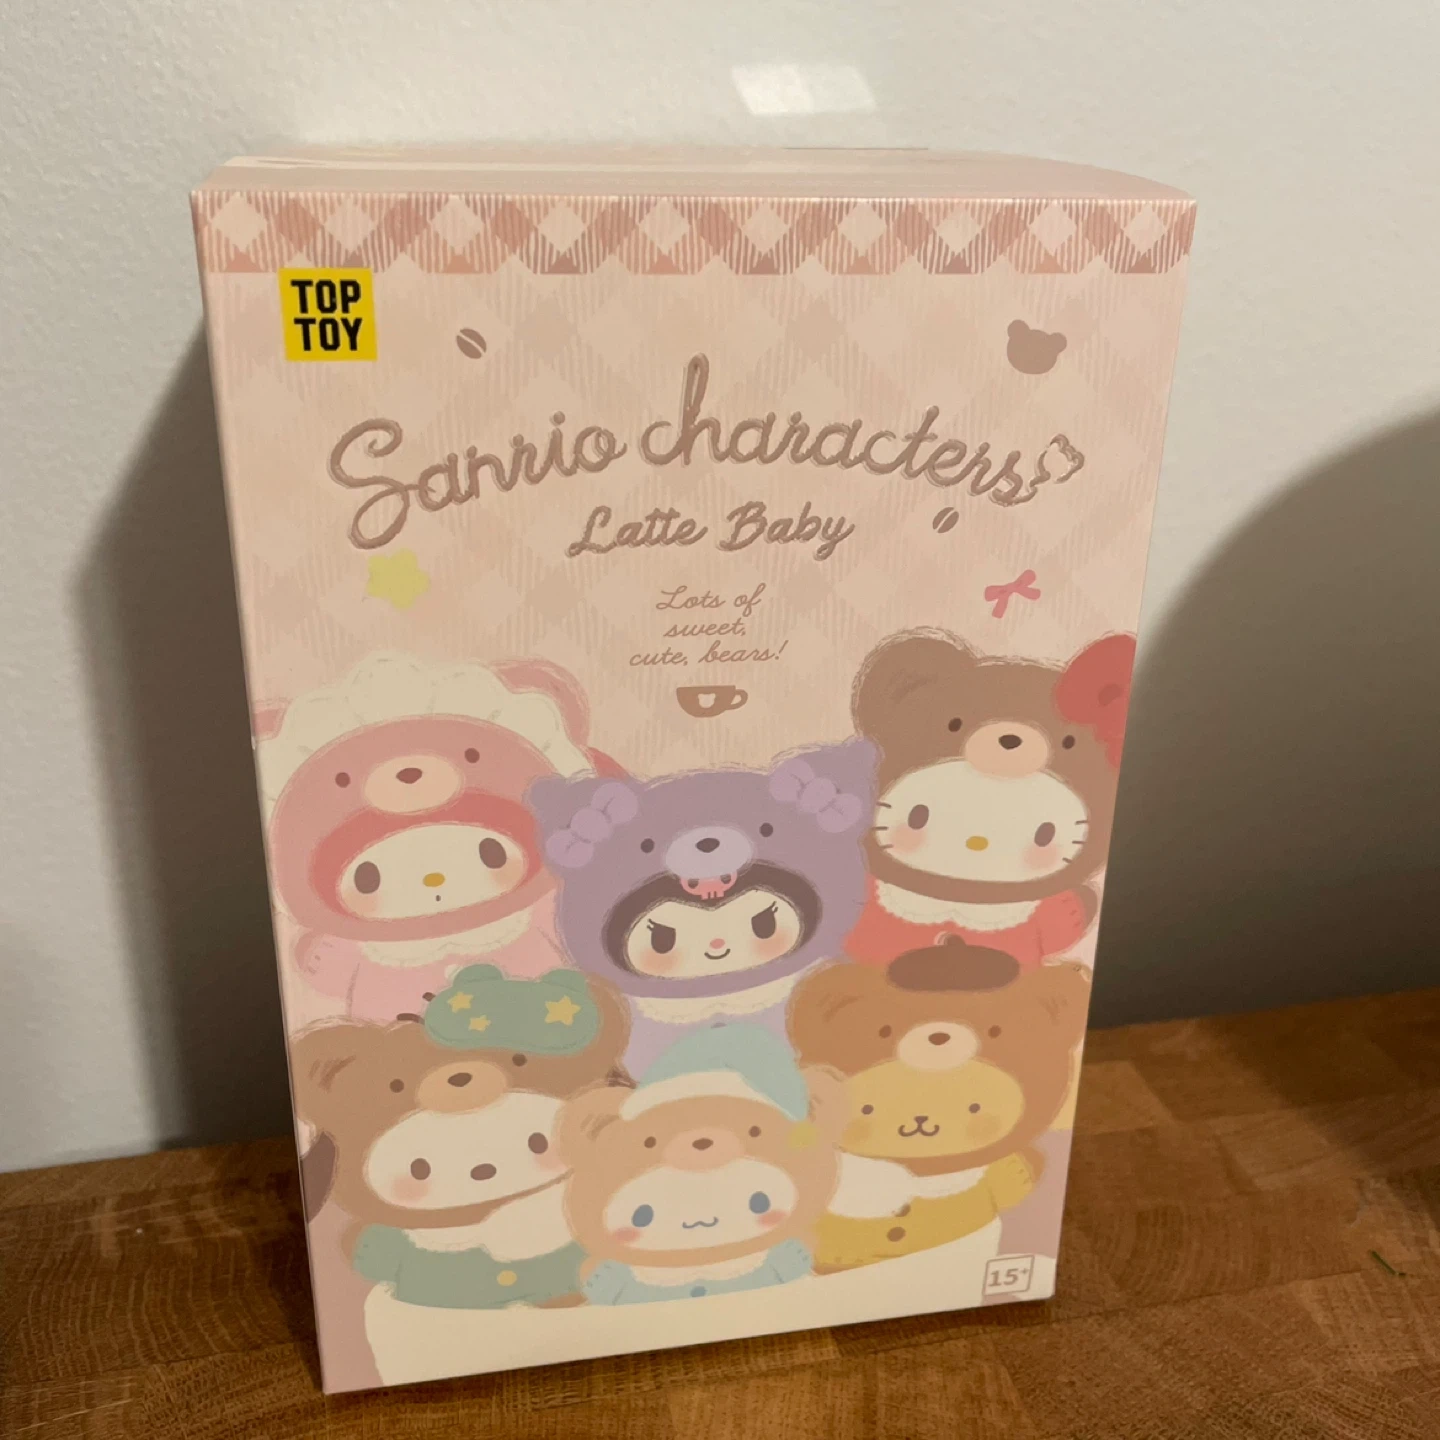 TOP
TOY
Sanrio characters
Latte Baby
Lots of
sweet,
cute, bears!
15+